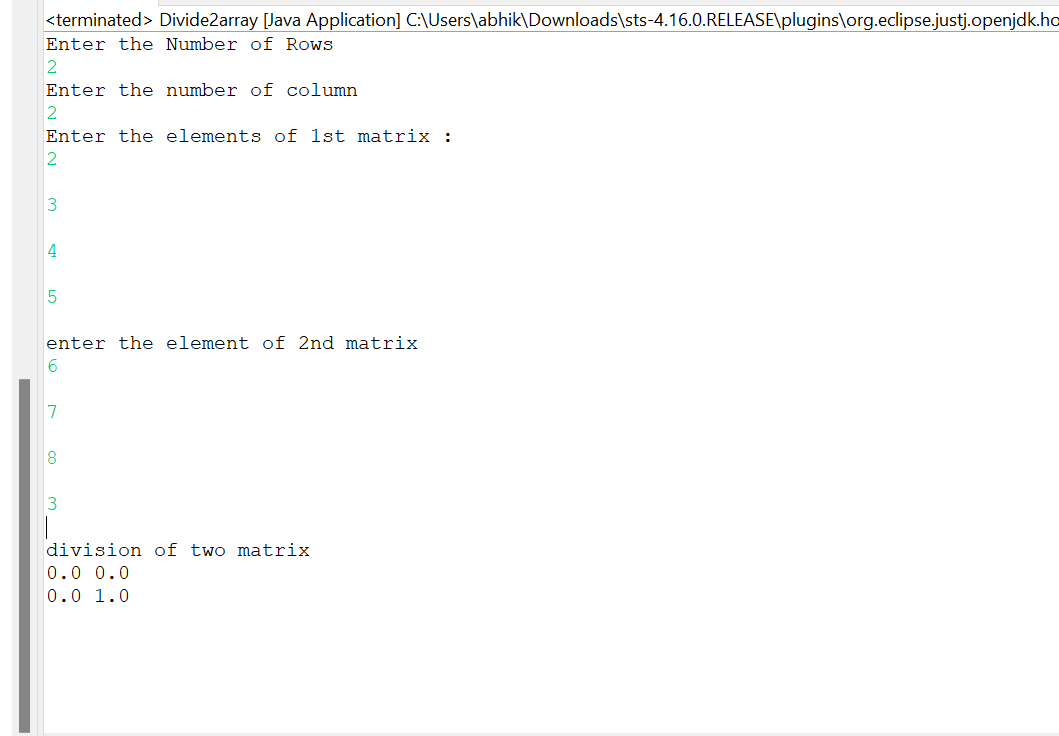 <terminated> Divide2array [Java Application] C:\Users\abhik\Downloads\sts-4.16.0.RELEASE\plugins\org.eclipse.justj.openjdk.ho
Enter the Number of Rows
2
Enter the number of column
2
Enter the elements of 1st matrix :
2
3
4
5
enter the element of 2nd matrix
6
7
8
3
division of two matrix
0.0 0.0
0.0 1.0